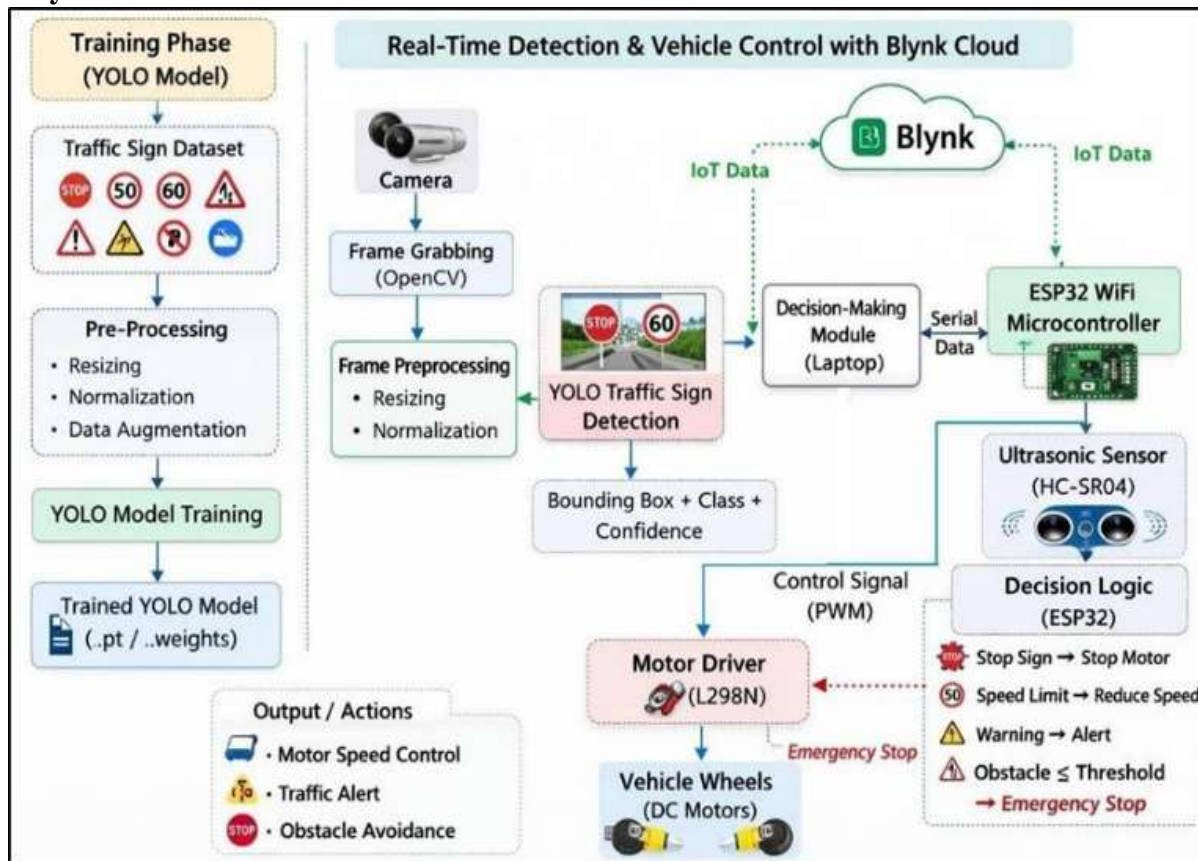 Training Phase
(YOLO Model)
Traffic Sign Dataset
STOP
50
60
Pre-Processing
• Resizing
• Normalization
• Data Augmentation
YOLO Model Training
Trained YOLO Model
(..pt / ..weights)
Real-Time Detection & Vehicle Control with Blynk Cloud
Camera
Frame Grabbing
(OpenCV)
Frame Preprocessing
• Resizing
• Normalization
STOP
60
YOLO Traffic Sign
Detection
Bounding Box + Class +
Confidence
IoT Data
B
Blynk
IoT Data
Decision-Making
Module
(Laptop)
Serial
Data
ESP32 WiFi
Microcontroller
Ultrasonic Sensor
(HC-SR04)
Control Signal
(PWM)
Decision Logic
(ESP32)
STOP
Stop Sign → Stop Motor
50
Speed Limit → Reduce Speed
Warning → Alert
Obstacle ≤ Threshold
→ Emergency Stop
Motor Driver
(L298N)
Emergency Stop
Vehicle Wheels
(DC Motors)
Output / Actions
· Motor Speed Control
· Traffic Alert
STOP
· Obstacle Avoidance